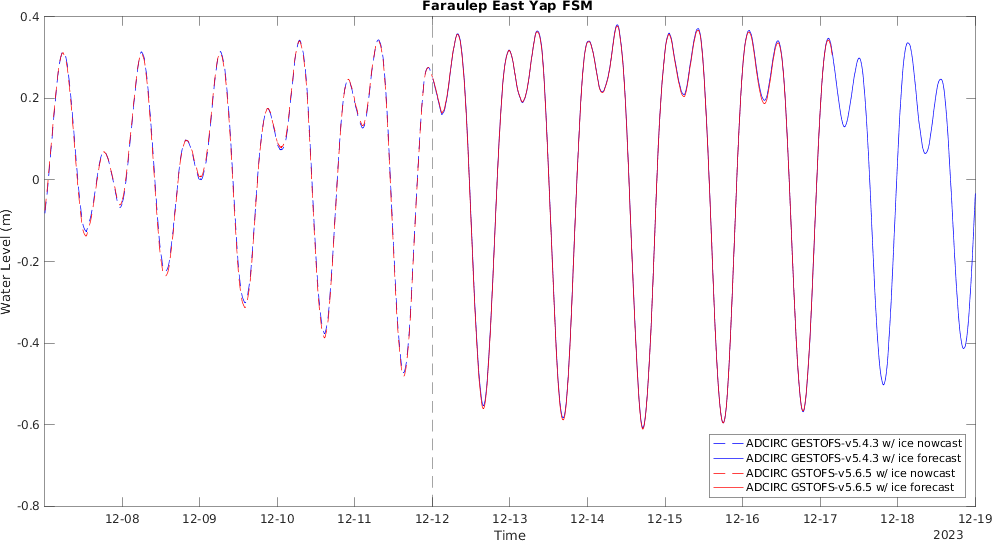 Faraulep East Yap FSM
0.4
0.2
0
-0.2
-0.4
-0.6
-0.8
Water Level (m)
12-08
12-09
12-10
12-11
12-12
12-13
12-14
12-15
12-16
12-17
12-18
12-19
Time
2023
ADCIRC GESTOFS-v5.4.3 w/ ice nowcast
ADCIRC GESTOFS-v5.4.3 w/ ice forecast
ADCIRC GSTOFS-v5.6.5 w/ ice nowcast
ADCIRC GSTOFS-v5.6.5 w/ ice forecast